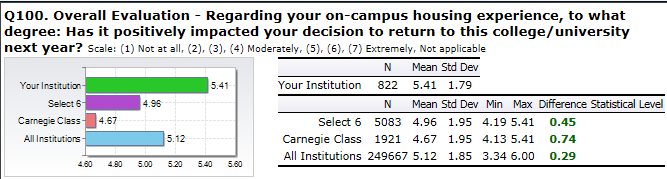 Q100. Overall Evaluation - Regarding your on-campus housing experience, to what
degree: Has it positively impacted your decision to return to this college/university
next year? Scale: (1) Not at all, (2), (3), (4) Moderately, (5), (6), (7) Extremely, Not applicable
Your Institution 5.41
Select 6 4.96
Carnegie Class 4.67
All Institutions 5.12
4.60 4.80 5.00 5.20 5.40 5.60
N Mean Std Dev
Your Institution 822 5.41 1.79
N Mean Std Dev Min Max Difference Statistical Level
Select 6 5083 4.96 1.95 4.19 5.41 0.45
Carnegie Class 1921 4.67 1.95 4.13 5.41 0.74
All Institutions 249667 5.12 1.85 3.34 6.00 0.29